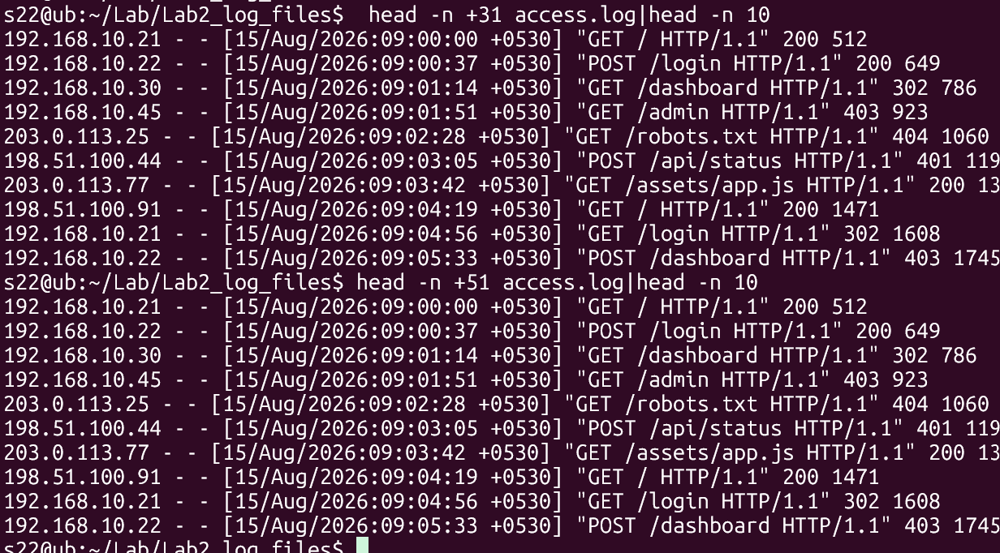 s22@ub:~/Lab/Lab2_log_files$  head -n +31 access.log|head -n 10
192.168.10.21 - - [15/Aug/2026:09:00:00 +0530] "GET / HTTP/1.1" 200 512
192.168.10.22 - - [15/Aug/2026:09:00:37 +0530] "POST /login HTTP/1.1" 200 649
192.168.10.30 - - [15/Aug/2026:09:01:14 +0530] "GET /dashboard HTTP/1.1" 302 786
192.168.10.45 - - [15/Aug/2026:09:01:51 +0530] "GET /admin HTTP/1.1" 403 923
203.0.113.25 - - [15/Aug/2026:09:02:28 +0530] "GET /robots.txt HTTP/1.1" 404 1060
198.51.100.44 - - [15/Aug/2026:09:03:05 +0530] "POST /api/status HTTP/1.1" 401 119
203.0.113.77 - - [15/Aug/2026:09:03:42 +0530] "GET /assets/app.js HTTP/1.1" 200 13
198.51.100.91 - - [15/Aug/2026:09:04:19 +0530] "GET / HTTP/1.1" 200 1471
192.168.10.21 - - [15/Aug/2026:09:04:56 +0530] "GET /login HTTP/1.1" 302 1608
192.168.10.22 - - [15/Aug/2026:09:05:33 +0530] "POST /dashboard HTTP/1.1" 403 1745
s22@ub:~/Lab/Lab2_log_files$ head -n +51 access.log|head -n 10
192.168.10.21 - - [15/Aug/2026:09:00:00 +0530] "GET / HTTP/1.1" 200 512
192.168.10.22 - - [15/Aug/2026:09:00:37 +0530] "POST /login HTTP/1.1" 200 649
192.168.10.30 - - [15/Aug/2026:09:01:14 +0530] "GET /dashboard HTTP/1.1" 302 786
192.168.10.45 - - [15/Aug/2026:09:01:51 +0530] "GET /admin HTTP/1.1" 403 923
203.0.113.25 - - [15/Aug/2026:09:02:28 +0530] "GET /robots.txt HTTP/1.1" 404 1060
198.51.100.44 - - [15/Aug/2026:09:03:05 +0530] "POST /api/status HTTP/1.1" 401 119
203.0.113.77 - - [15/Aug/2026:09:03:42 +0530] "GET /assets/app.js HTTP/1.1" 200 13
198.51.100.91 - - [15/Aug/2026:09:04:19 +0530] "GET / HTTP/1.1" 200 1471
192.168.10.21 - - [15/Aug/2026:09:04:56 +0530] "GET /login HTTP/1.1" 302 1608
192.168.10.22 - - [15/Aug/2026:09:05:33 +0530] "POST /dashboard HTTP/1.1" 403 1745
s22@ub:~/Lab/Lab2_log_files$